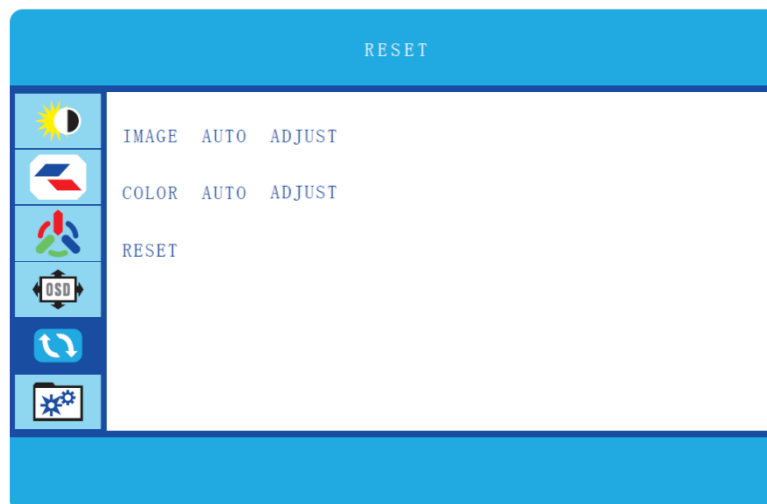 RESET
IMAGE AUTO ADJUST
COLOR AUTO ADJUST
RESET
OSD